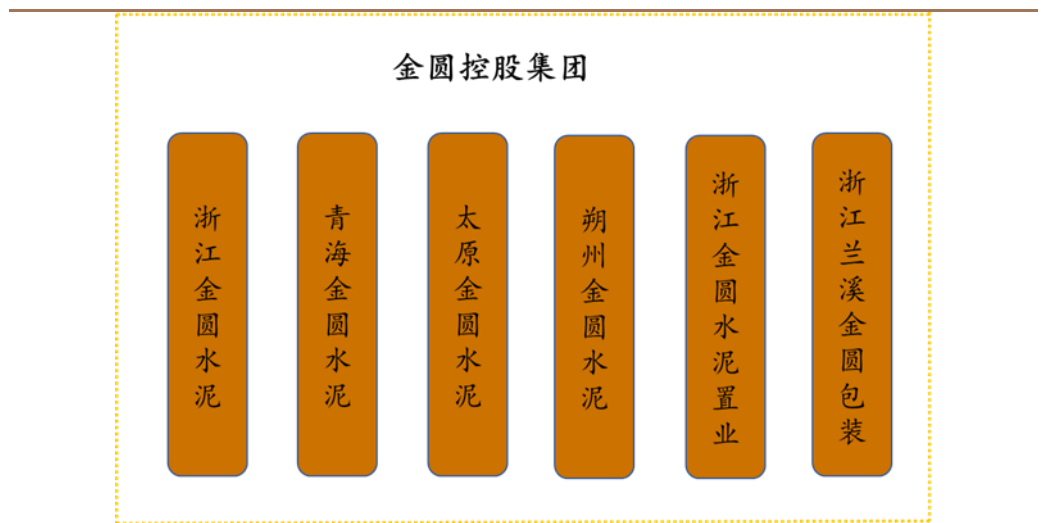 金圆控股集团
浙江金圆水泥
青海金圆水泥
太原金圆水泥
朔州金圆水泥
浙江金圆水泥置业
浙江兰溪金圆包装